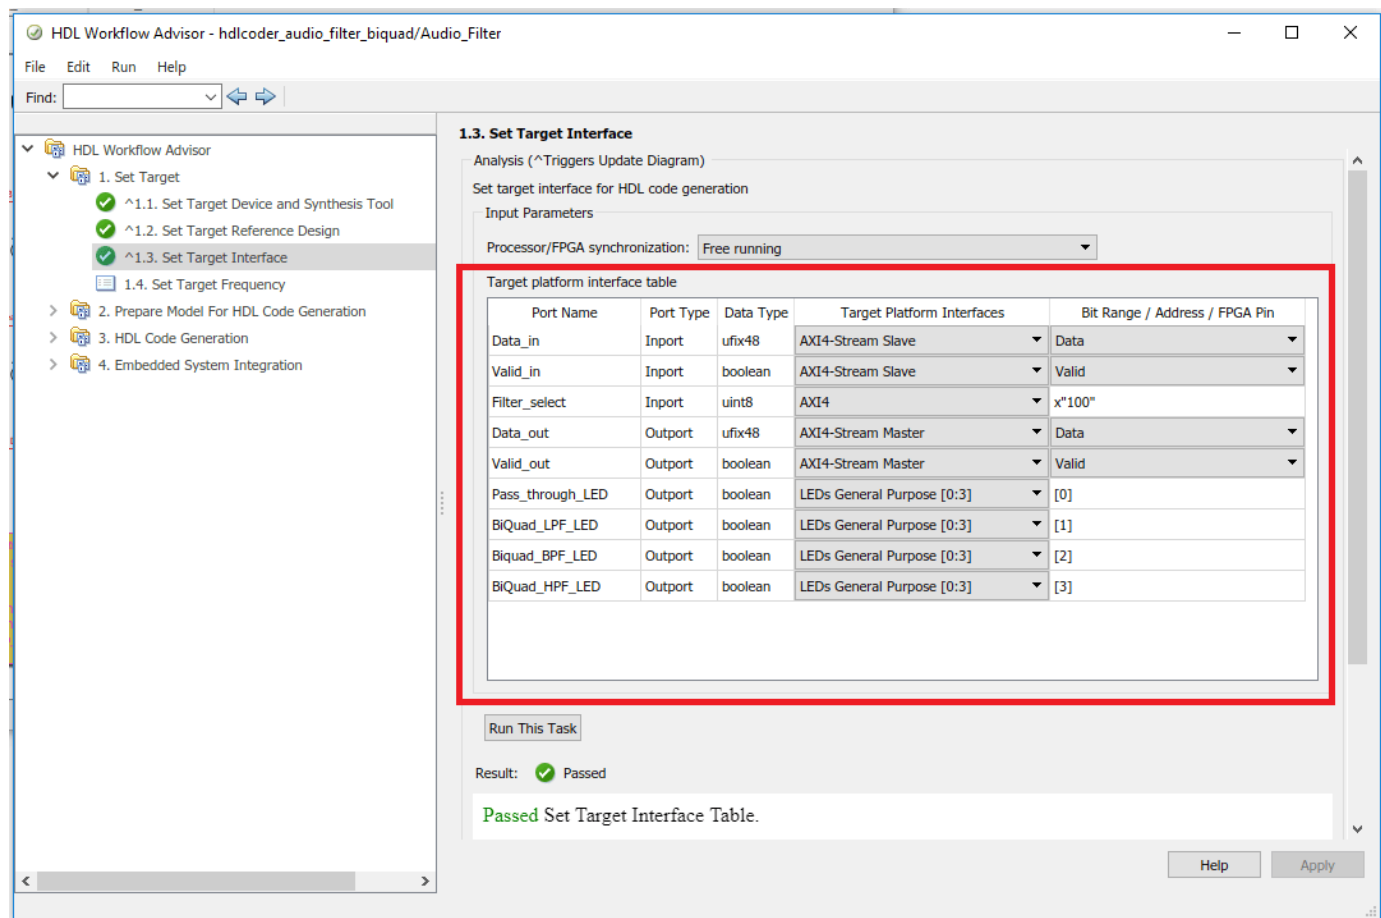 HDL Workflow Advisor - hdlcoder_audio_filter_biquad/Audio_Filter
File Edit Run Help
Find:
HDL Workflow Advisor
1. Set Target
^1.1. Set Target Device and Synthesis Tool
^1.2. Set Target Reference Design
^1.3. Set Target Interface
1.4. Set Target Frequency
2. Prepare Model For HDL Code Generation
3. HDL Code Generation
4. Embedded System Integration
1.3. Set Target Interface
Analysis (^Triggers Update Diagram)
Set target interface for HDL code generation
Input Parameters
Processor/FPGA synchronization: Free running
Target platform interface table
Port Name Port Type Data Type Target Platform Interfaces Bit Range / Address / FPGA Pin
Data_in Inport ufix48 AXI4-Stream Slave Data
Valid_in Inport boolean AXI4-Stream Slave Valid
Filter_select Inport uint8 AXI4 x"100"
Data_out Outport ufix48 AXI4-Stream Master Data
Valid_out Outport boolean AXI4-Stream Master Valid
Pass_through_LED Outport boolean LEDs General Purpose [0:3] [0]
BiQuad_LPF_LED Outport boolean LEDs General Purpose [0:3] [1]
Biquad_BPF_LED Outport boolean LEDs General Purpose [0:3] [2]
BiQuad_HPF_LED Outport boolean LEDs General Purpose [0:3] [3]
Run This Task
Result: Passed
Passed Set Target Interface Table.
Help Apply